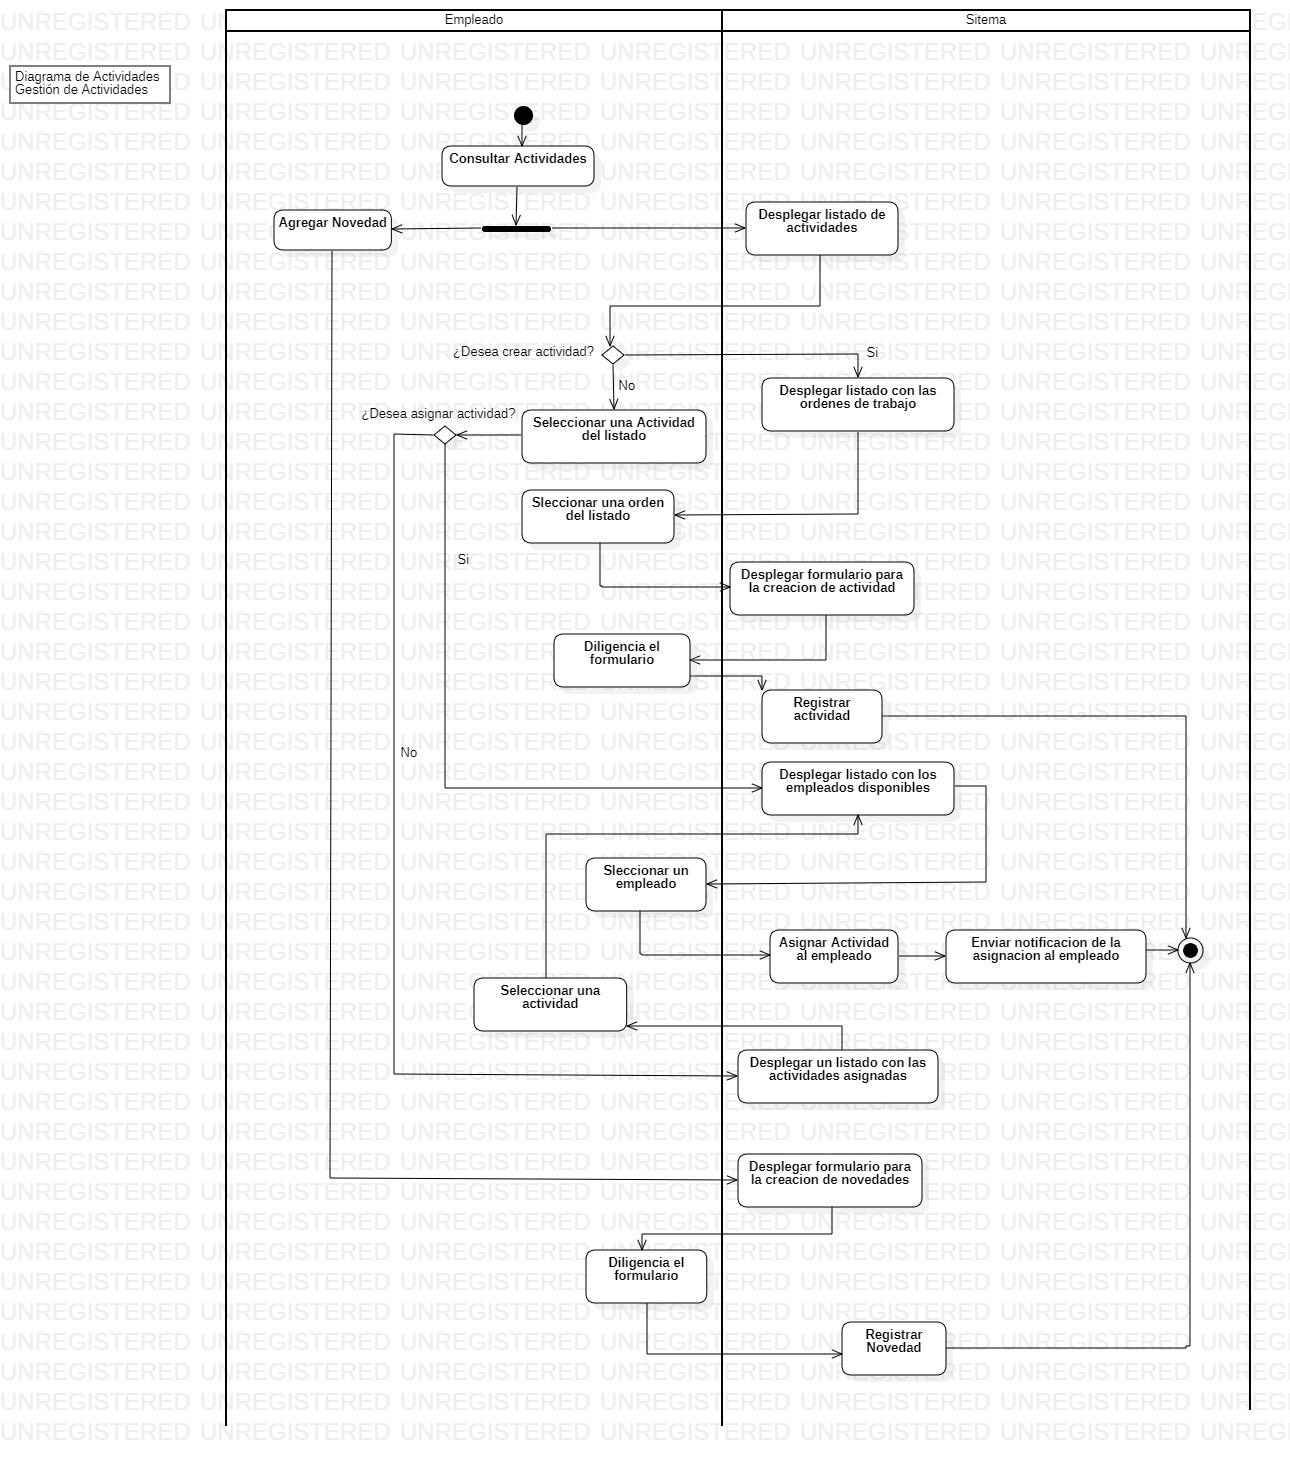 Empleado
Sitema
Diagrama de Actividades
Gestión de Actividades
Consultar Actividades
Agregar Novedad
Desplegar listado de
actividades
¿Desea crear actividad?
Si
No
Desplegar listado con las
ordenes de trabajo
¿Desea asignar actividad?
Seleccionar una Actividad
del listado
Sleccionar una orden
del listado
Si
Desplegar formulario para
la creacion de actividad
Diligencia el
formulario
Registrar
actividad
No
Desplegar listado con los
empleados disponibles
Sleccionar un
empleado
Asignar Actividad
al empleado
Enviar notificacion de la
asignacion al empleado
Seleccionar una
actividad
Desplegar un listado con las
actividades asignadas
Desplegar formulario para
la creacion de novedades
Diligencia el
formulario
Registrar
Novedad
UNREGISTERED